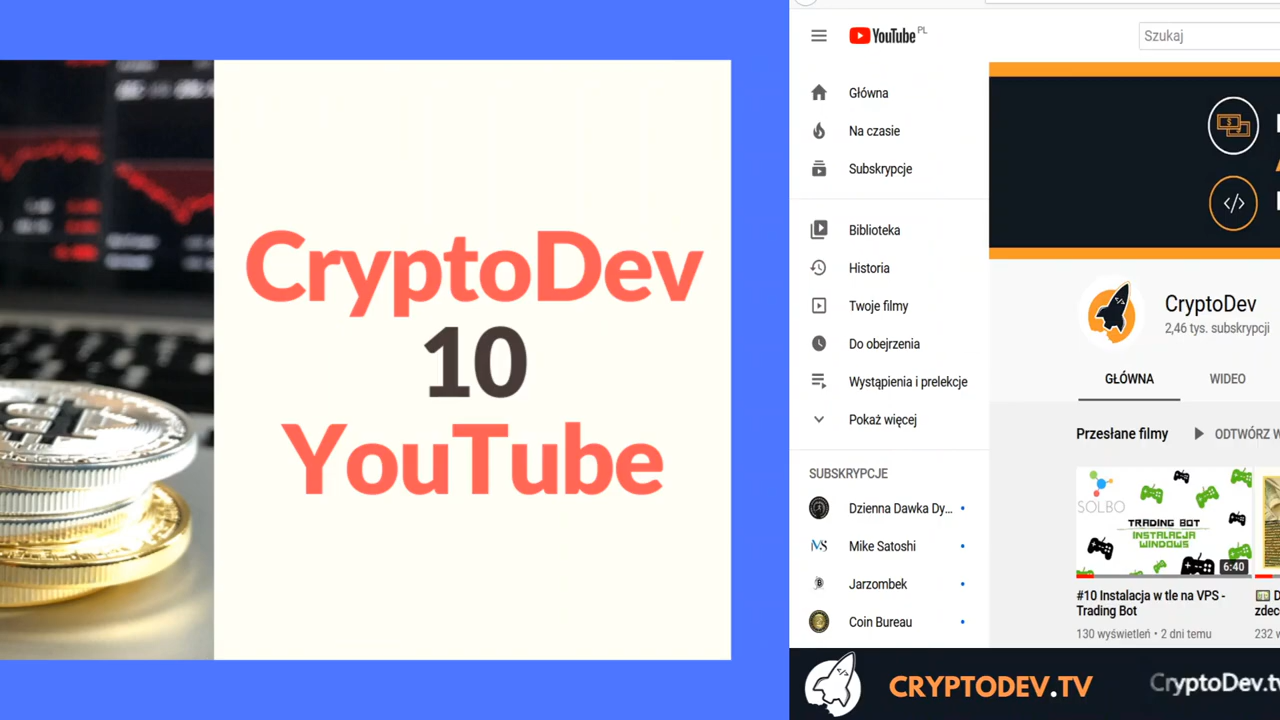 CryptoDev
10
YouTube
YouTube PL
Szukaj
Główna
Na czasie
Subskrypcje
Biblioteka
Historia
Twoje filmy
Do obejrzenia
Wystąpienia i prelekcje
Pokaż więcej
SUBSKRYPCJE
Dzienna Dawka Dy...
Mike Satoshi
Jarzombek
Coin Bureau
CryptoDev
2,46 tys. subskrypcji
GŁÓWNA
WIDEO
Przesłane filmy
ODTWÓRZ W
SOLBO
TRADING BOT
INSTALACJA
WINDOWS
6:40
#10 Instalacja w tle na VPS -
Trading Bot
130 wyświetleń • 2 dni temu
D
zdec
232 w
CRYPTODEV.TV
CryptoDev.tv